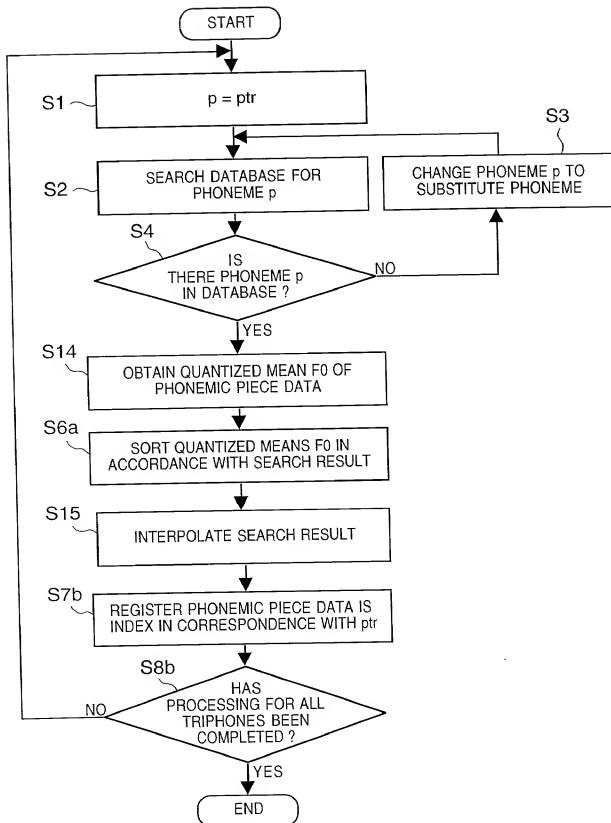 START
S1
p = ptr
S3
S2
SEARCH DATABASE FOR
PHONEME p
CHANGE PHONEME p TO
SUBSTITUTE PHONEME
S4
IS
THERE PHONEME p
IN DATABASE ?
NO
YES
S14
OBTAIN QUANTIZED MEAN F0 OF
PHONEMIC PIECE DATA
S6a
SORT QUANTIZED MEANS F0 IN
ACCORDANCE WITH SEARCH RESULT
S15
INTERPOLATE SEARCH RESULT
S7b
REGISTER PHONEMIC PIECE DATA IS
INDEX IN CORRESPONDENCE WITH ptr
S8b
HAS
PROCESSING FOR ALL
TRIPHONES BEEN
COMPLETED ?
NO
YES
END